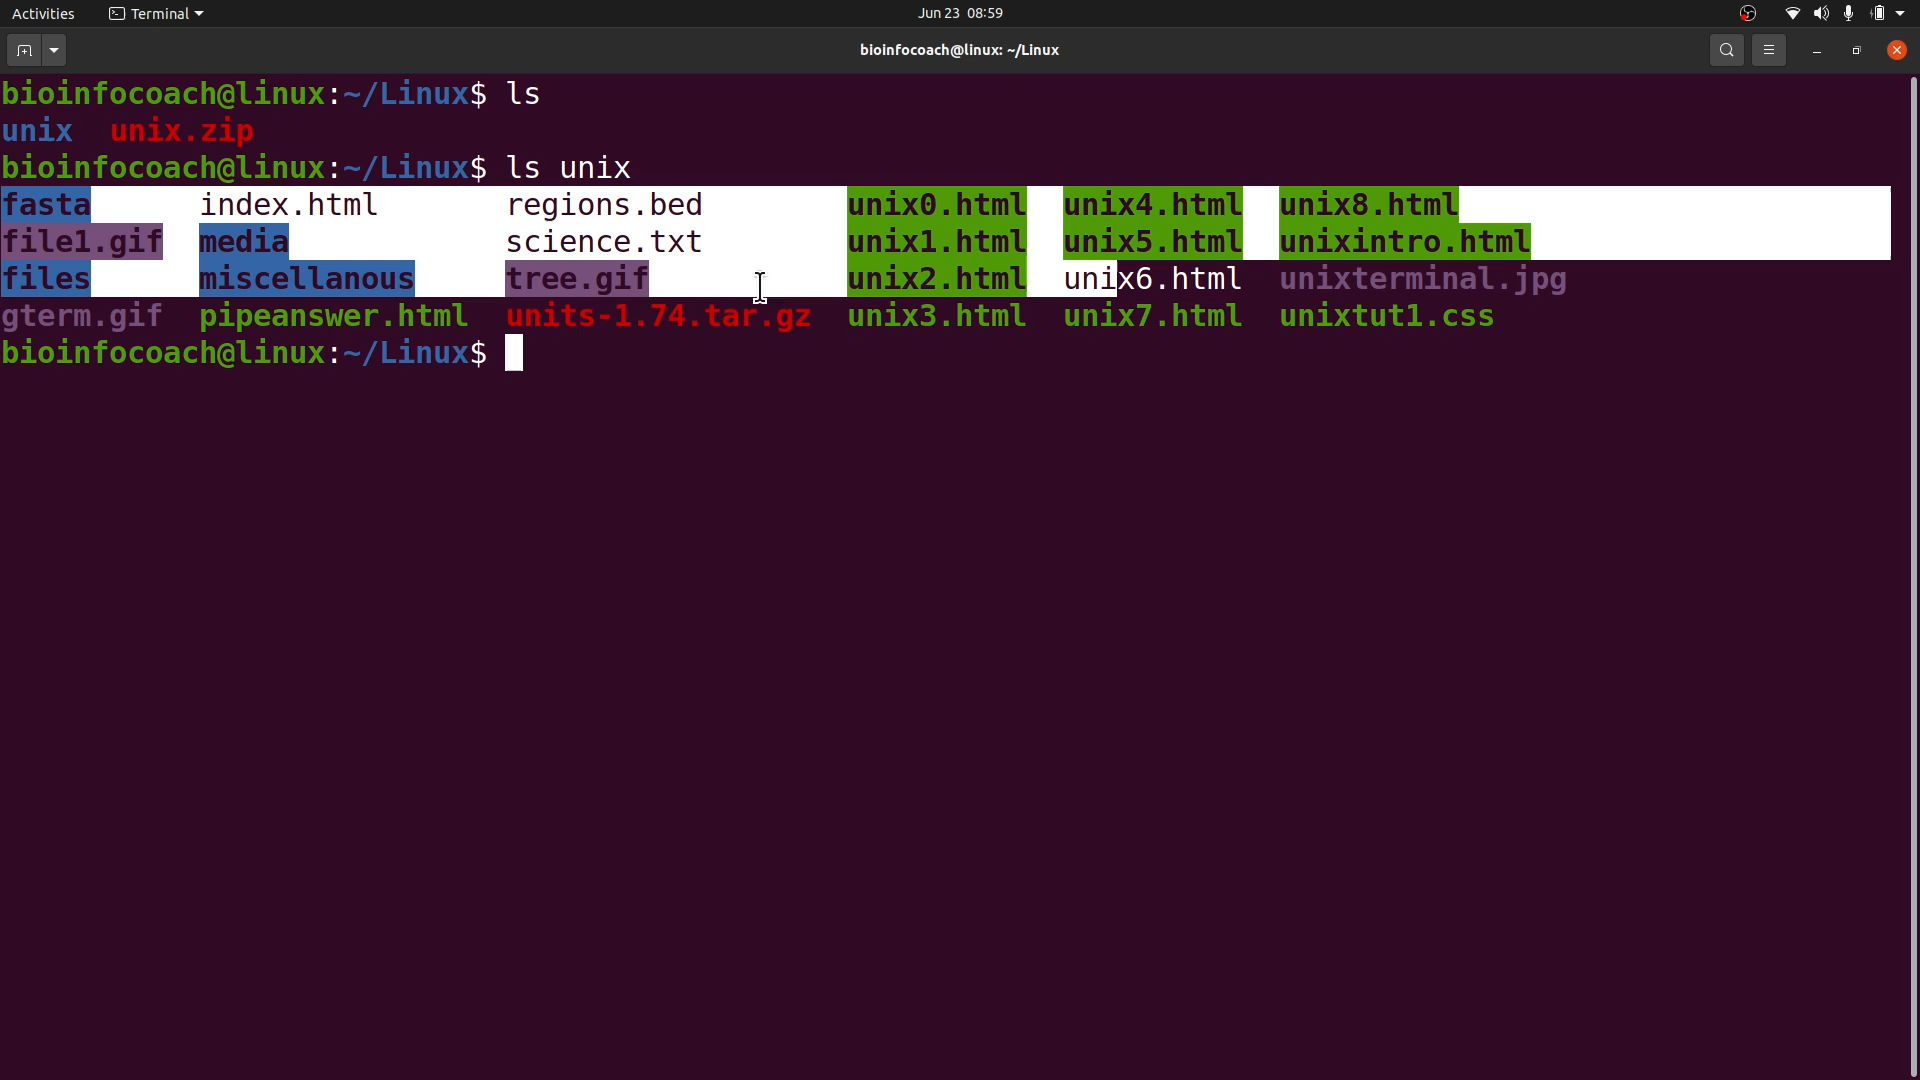 Activities Terminal Jun 23 08:59
bioinfocoach@linux: ~/Linux
bioinfocoach@linux:~/Linux$ ls
unix unix.zip
bioinfocoach@linux:~/Linux$ ls unix
fasta index.html regions.bed unix0.html unix4.html unix8.html
file1.gif media science.txt unix1.html unix5.html unixintro.html
files miscellanous tree.gif unix2.html unix6.html unixterminal.jpg
gterm.gif pipeanswer.html units-1.74.tar.gz unix3.html unix7.html unixtut1.css
bioinfocoach@linux:~/Linux$